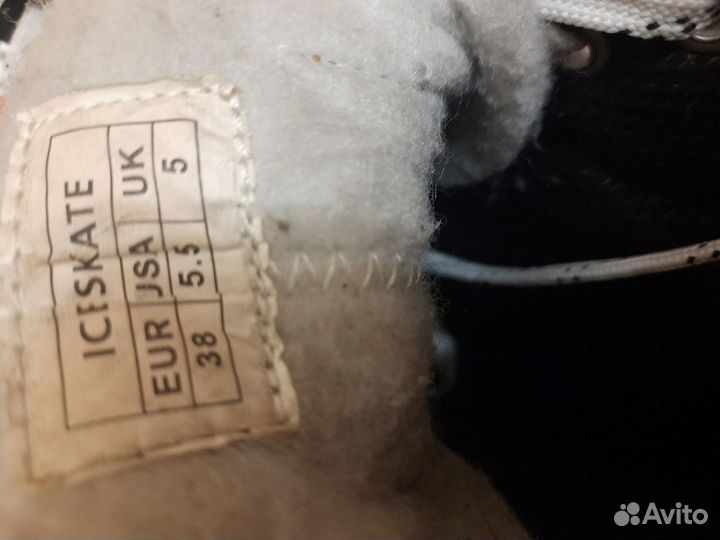 ICESKATE
EUR USA UK
38 5.5 5
Avito